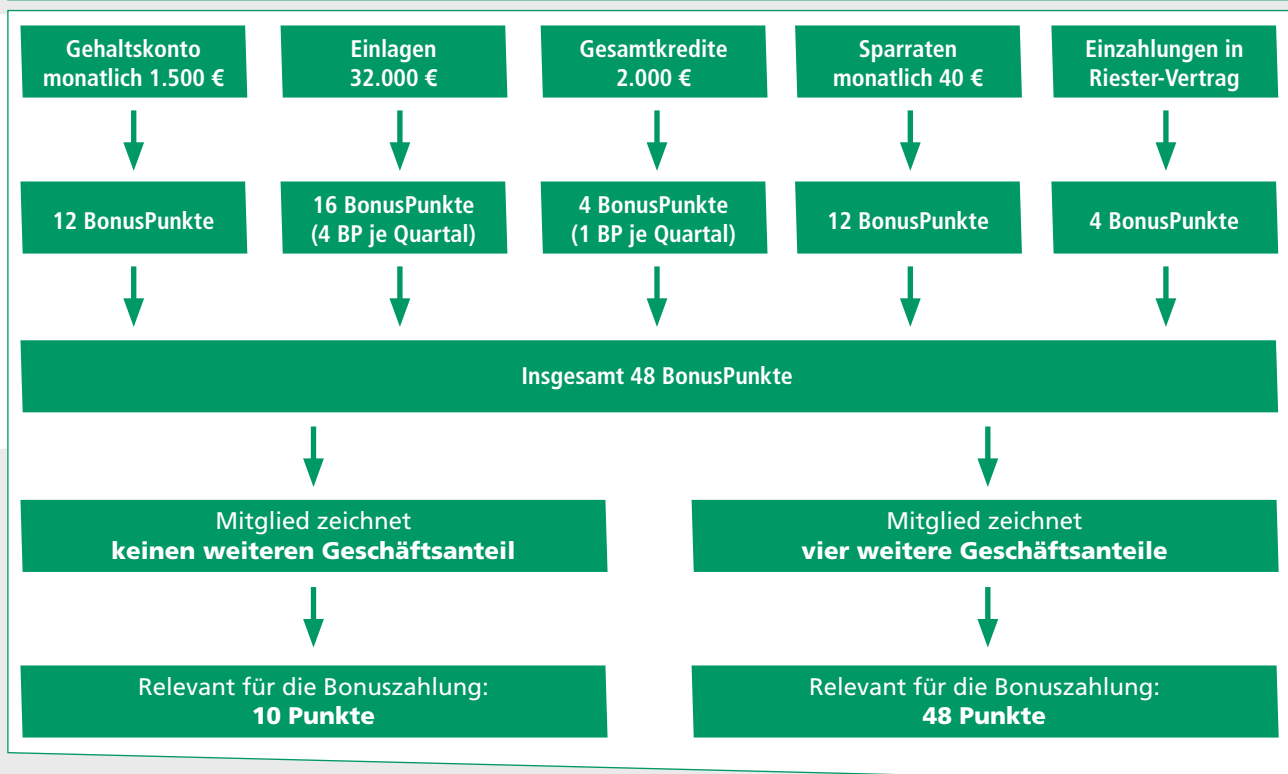 Gehaltskonto
monatlich 1.500 €
Einlagen
32.000 €
Gesamtkredite
2.000 €
Sparraten
monatlich 40 €
Einzahlungen in
Riester-Vertrag
12 BonusPunkte
16 BonusPunkte
(4 BP je Quartal)
4 BonusPunkte
(1 BP je Quartal)
12 BonusPunkte
4 BonusPunkte
Insgesamt 48 BonusPunkte
Mitglied zeichnet
keinen weiteren Geschäftsanteil
Mitglied zeichnet
vier weitere Geschäftsanteile
Relevant für die Bonuszahlung:
10 Punkte
Relevant für die Bonuszahlung:
48 Punkte